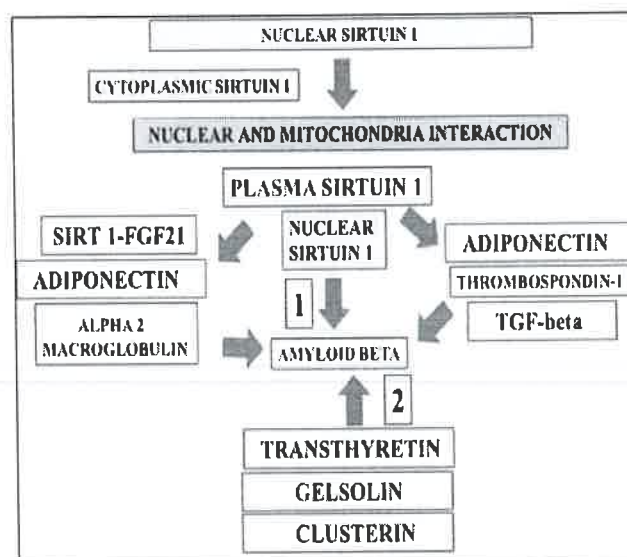 NUCLEAR SIRTUIN 1
CYTOPLASMIC SIRTUIN 1
NUCLEAR AND MITOCHONDRIA INTERACTION
PLASMA SIRTUIN 1
SIRT 1-FGF21
ADIPONECTIN
ALPHA 2
MACROGLOBULIN
NUCLEAR
SIRTUIN 1
1
ADIPONECTIN
THROMBOSPONDIN-1
TGF-beta
AMYLOID BETA
2
TRANSTHYRETIN
GELSOLIN
CLUSTERIN